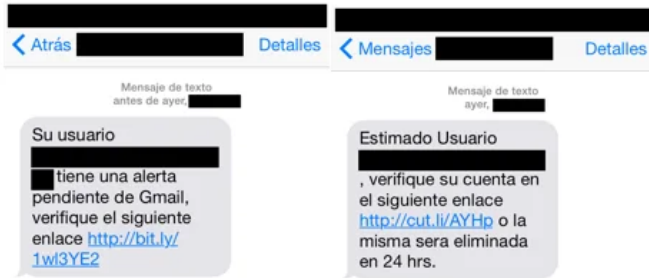 Atrás
Detalles
Mensaje de texto
antes de ayer,
Su usuario
tiene una alerta
pendiente de Gmail,
verifique el siguiente
enlace http://bit.ly/
1wl3YE2
Mensajes
Detalles
Mensaje de texto
ayer,
Estimado Usuario
, verifique su cuenta en
el siguiente enlace
http://cut.li/AYHp o la
misma sera eliminada
en 24 hrs.